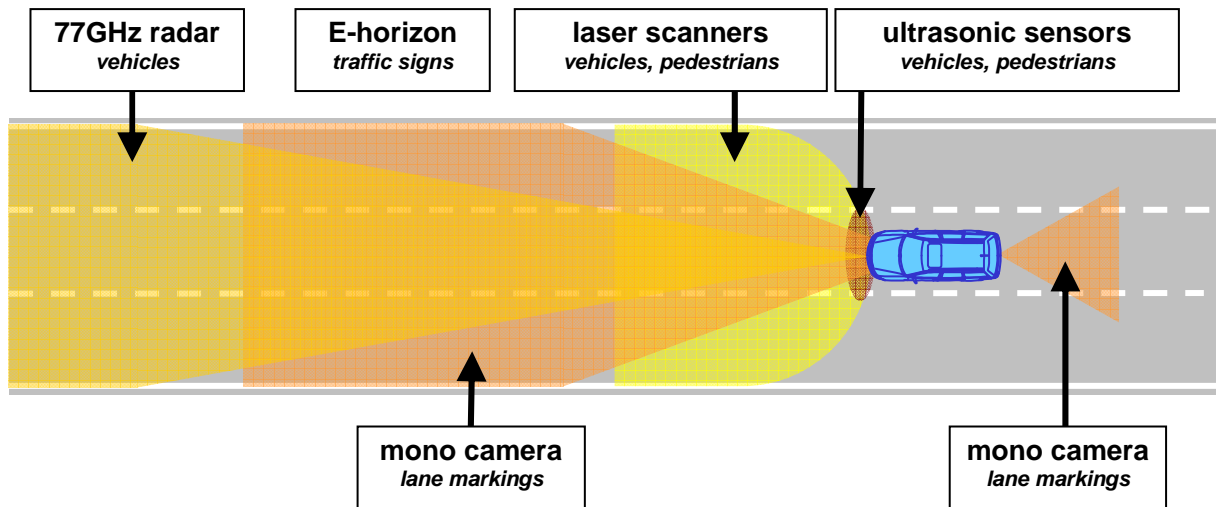 77GHz radar
vehicles
E-horizon
traffic signs
laser scanners
vehicles, pedestrians
ultrasonic sensors
vehicles, pedestrians
mono camera
lane markings
mono camera
lane markings